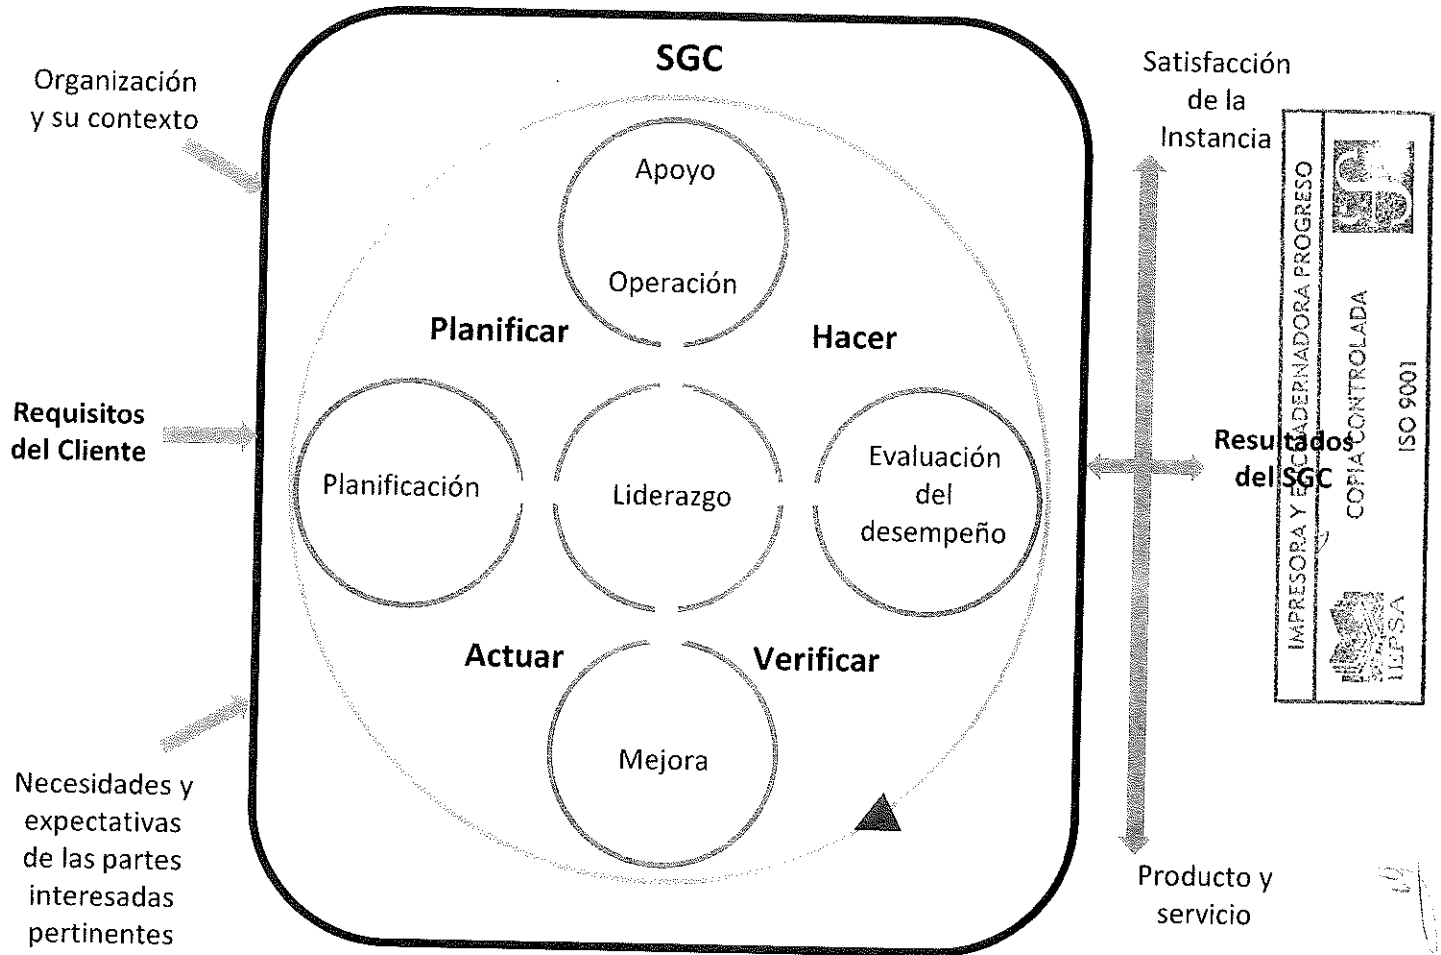 SGC
Organización
y su contexto
Satisfacción
de la
Instancia
Apoyo
Operación
Planificar
Hacer
Requisitos
del Cliente
Planificación
Liderazgo
Evaluación
del
desempeño
Resultados
del SGC
Actuar
Verificar
Mejora
Necesidades y
expectativas
de las partes
interesadas
pertinentes
Producto y
servicio
IMPRESORA Y ENCUADERNADORA PROGRESO
COPIA CONTROLADA
ISO 9001
IEPSA